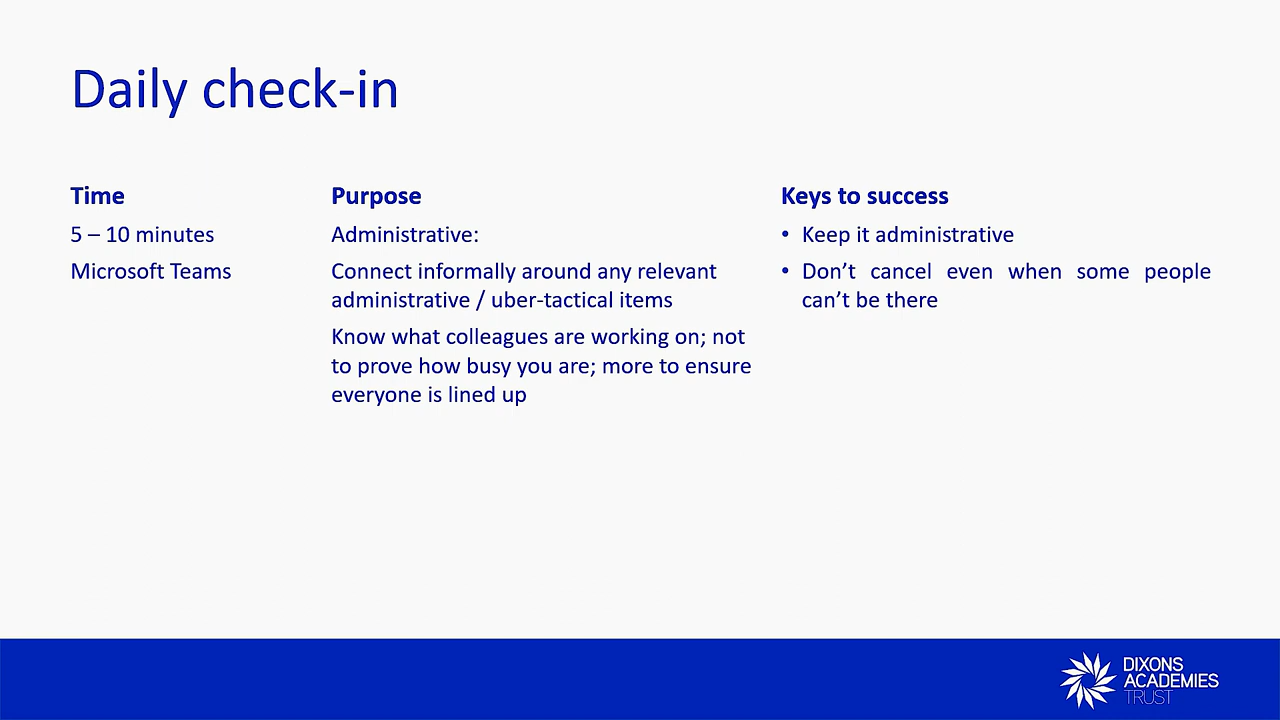 Daily check-in
Time
5 – 10 minutes
Microsoft Teams
Purpose
Administrative:
Connect informally around any relevant
administrative / uber-tactical items
Know what colleagues are working on; not
to prove how busy you are; more to ensure
everyone is lined up
Keys to success
• Keep it administrative
• Don’t cancel even when some people
can’t be there
DIXONS
ACADEMIES
TRUST